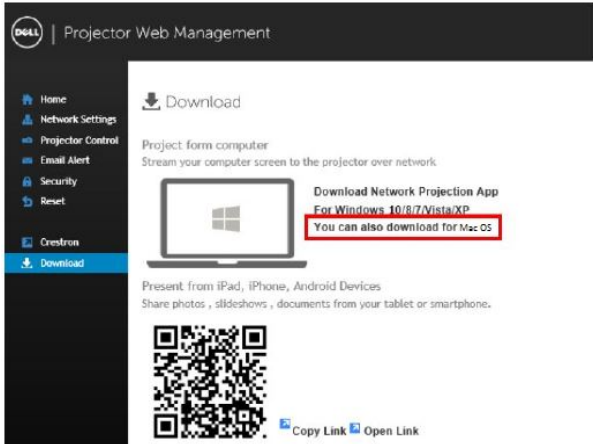 DELL | Projector Web Management
Home
Network Settings
Projector Control
Email Alert
Security
Reset
Crestron
Download
Download
Project form computer
Stream your computer screen to the projector over network
Download Network Projection App
For Windows 10/8/7/Vista/XP
You can also download for Mac OS
Present from iPad, iPhone, Android Devices
Share photos , slideshows , documents from your tablet or smartphone.
Copy Link Open Link